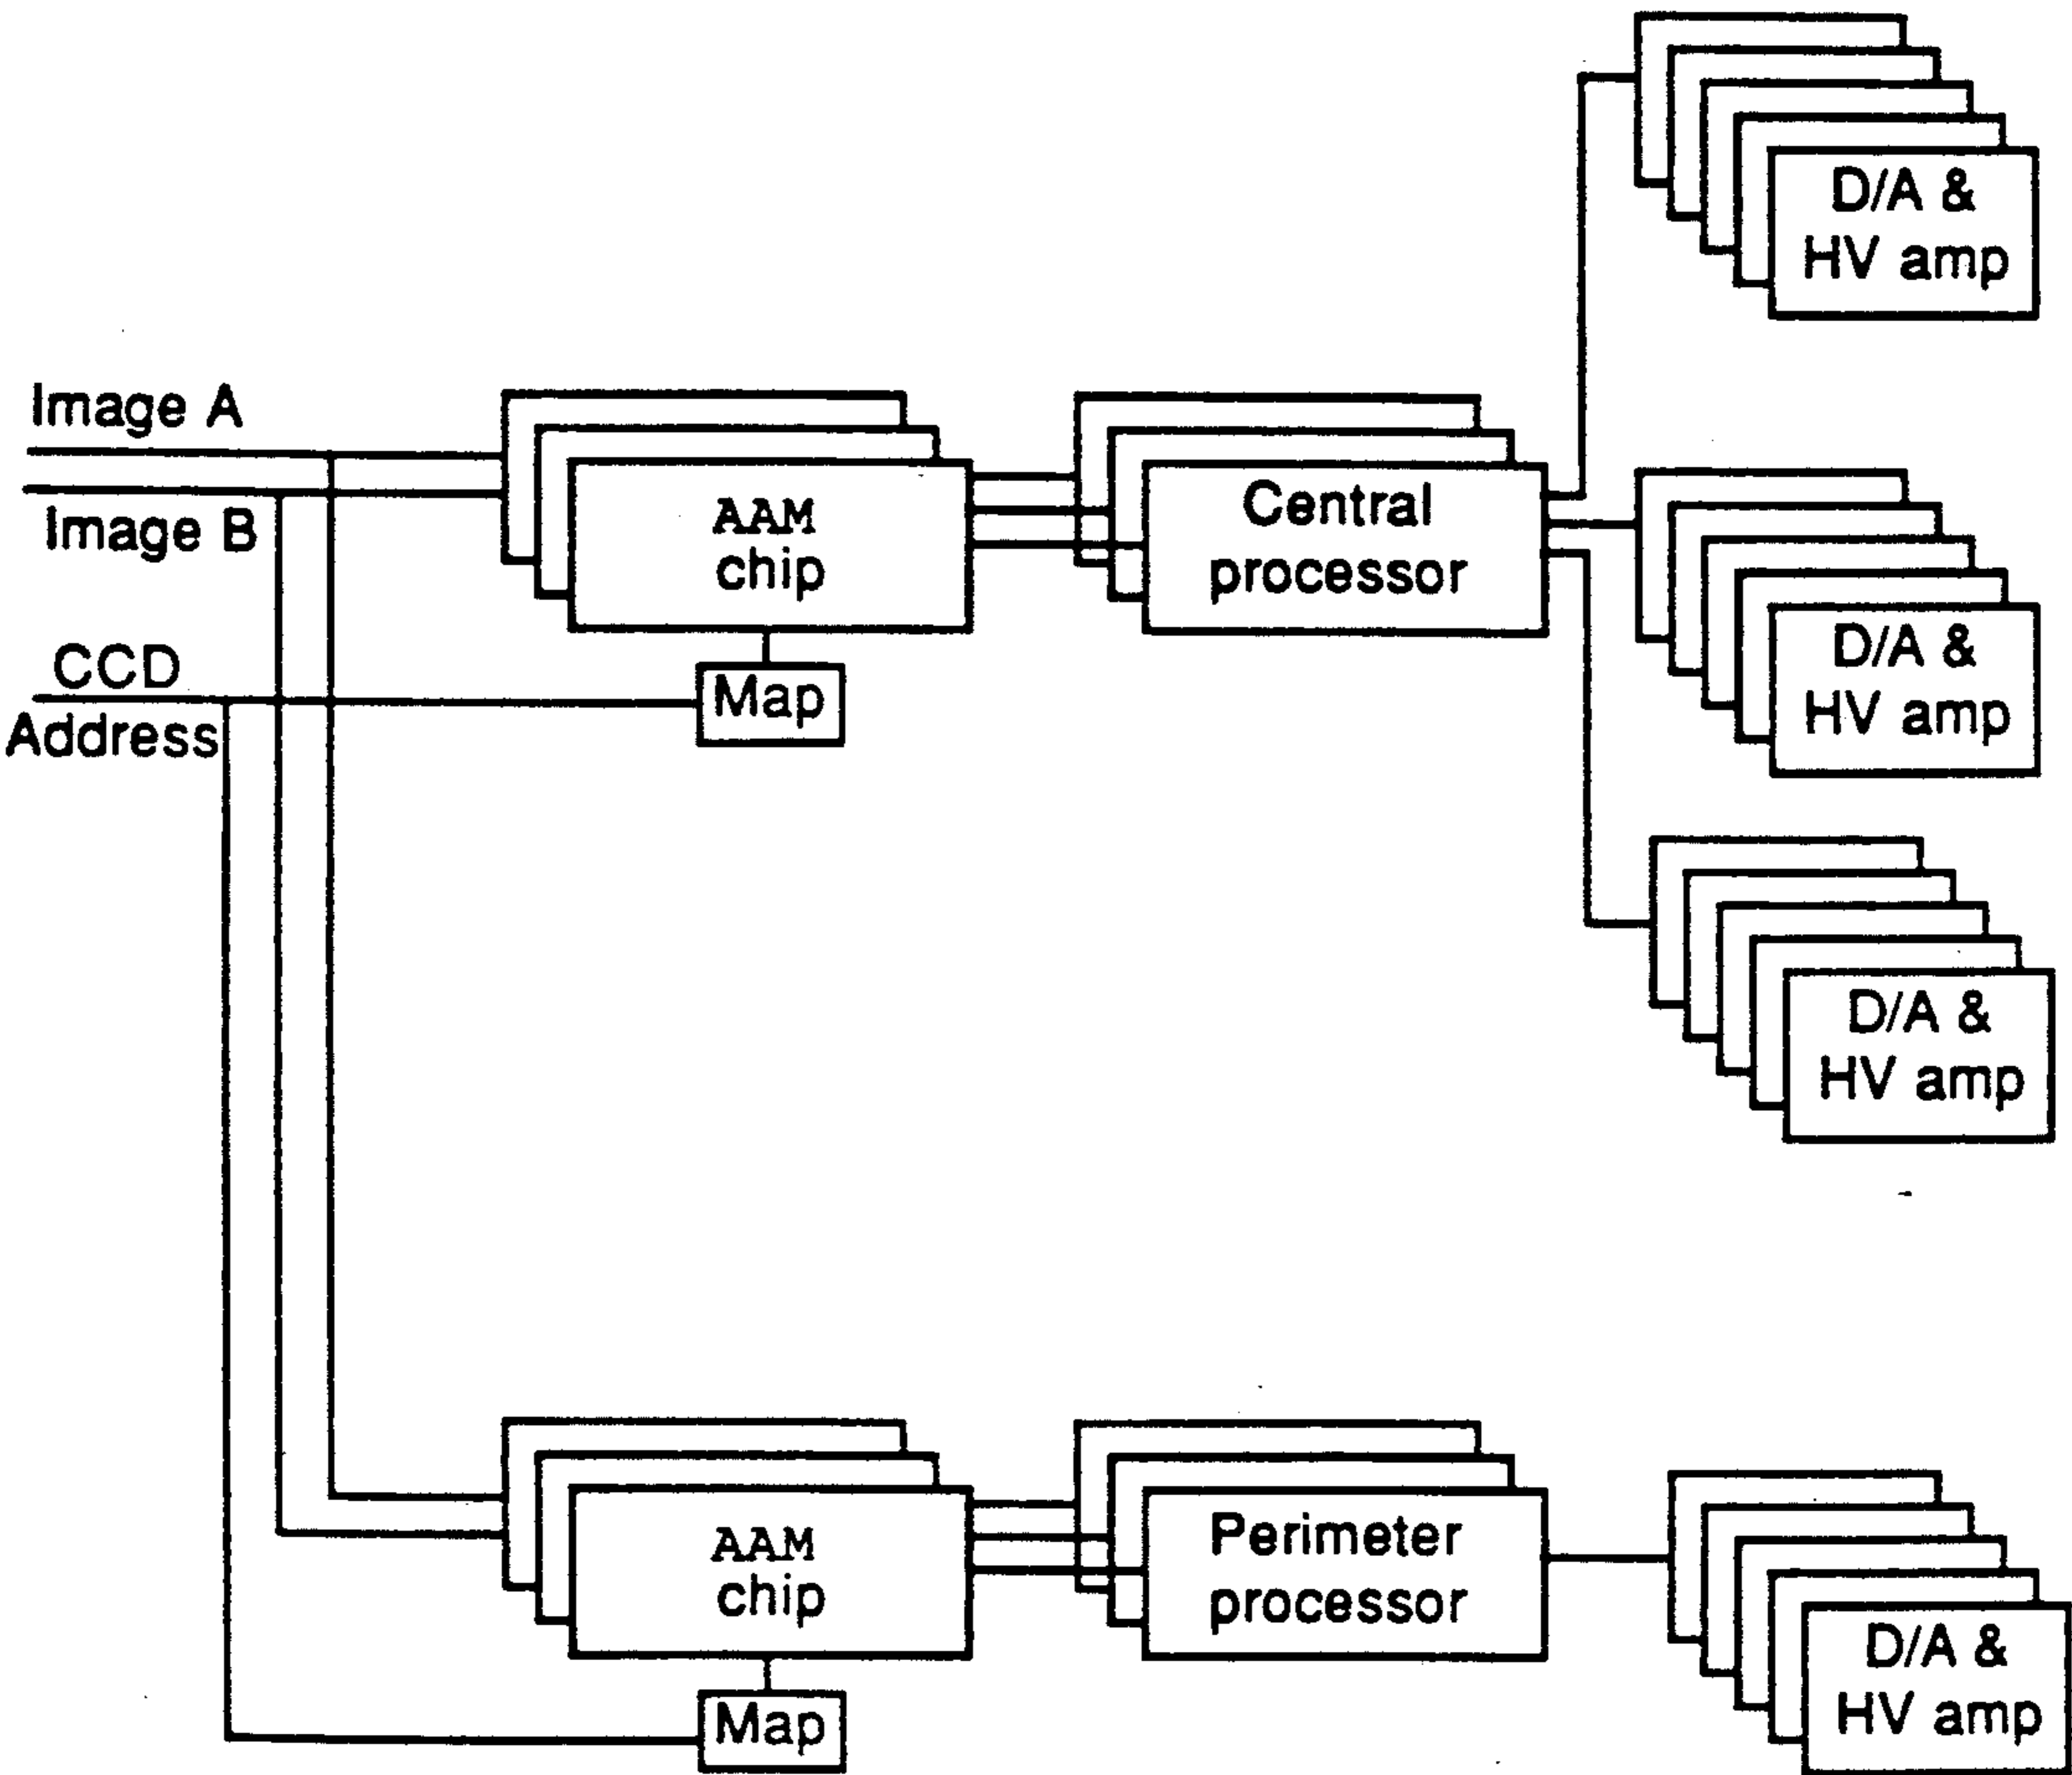 Image A
Image B
CCD
Address
AAM
chip
Map
Central
processor
D/A &
HV amp
D/A &
HV amp
D/A &
HV amp
AAM
chip
Map
Perimeter
processor
D/A &
HV amp